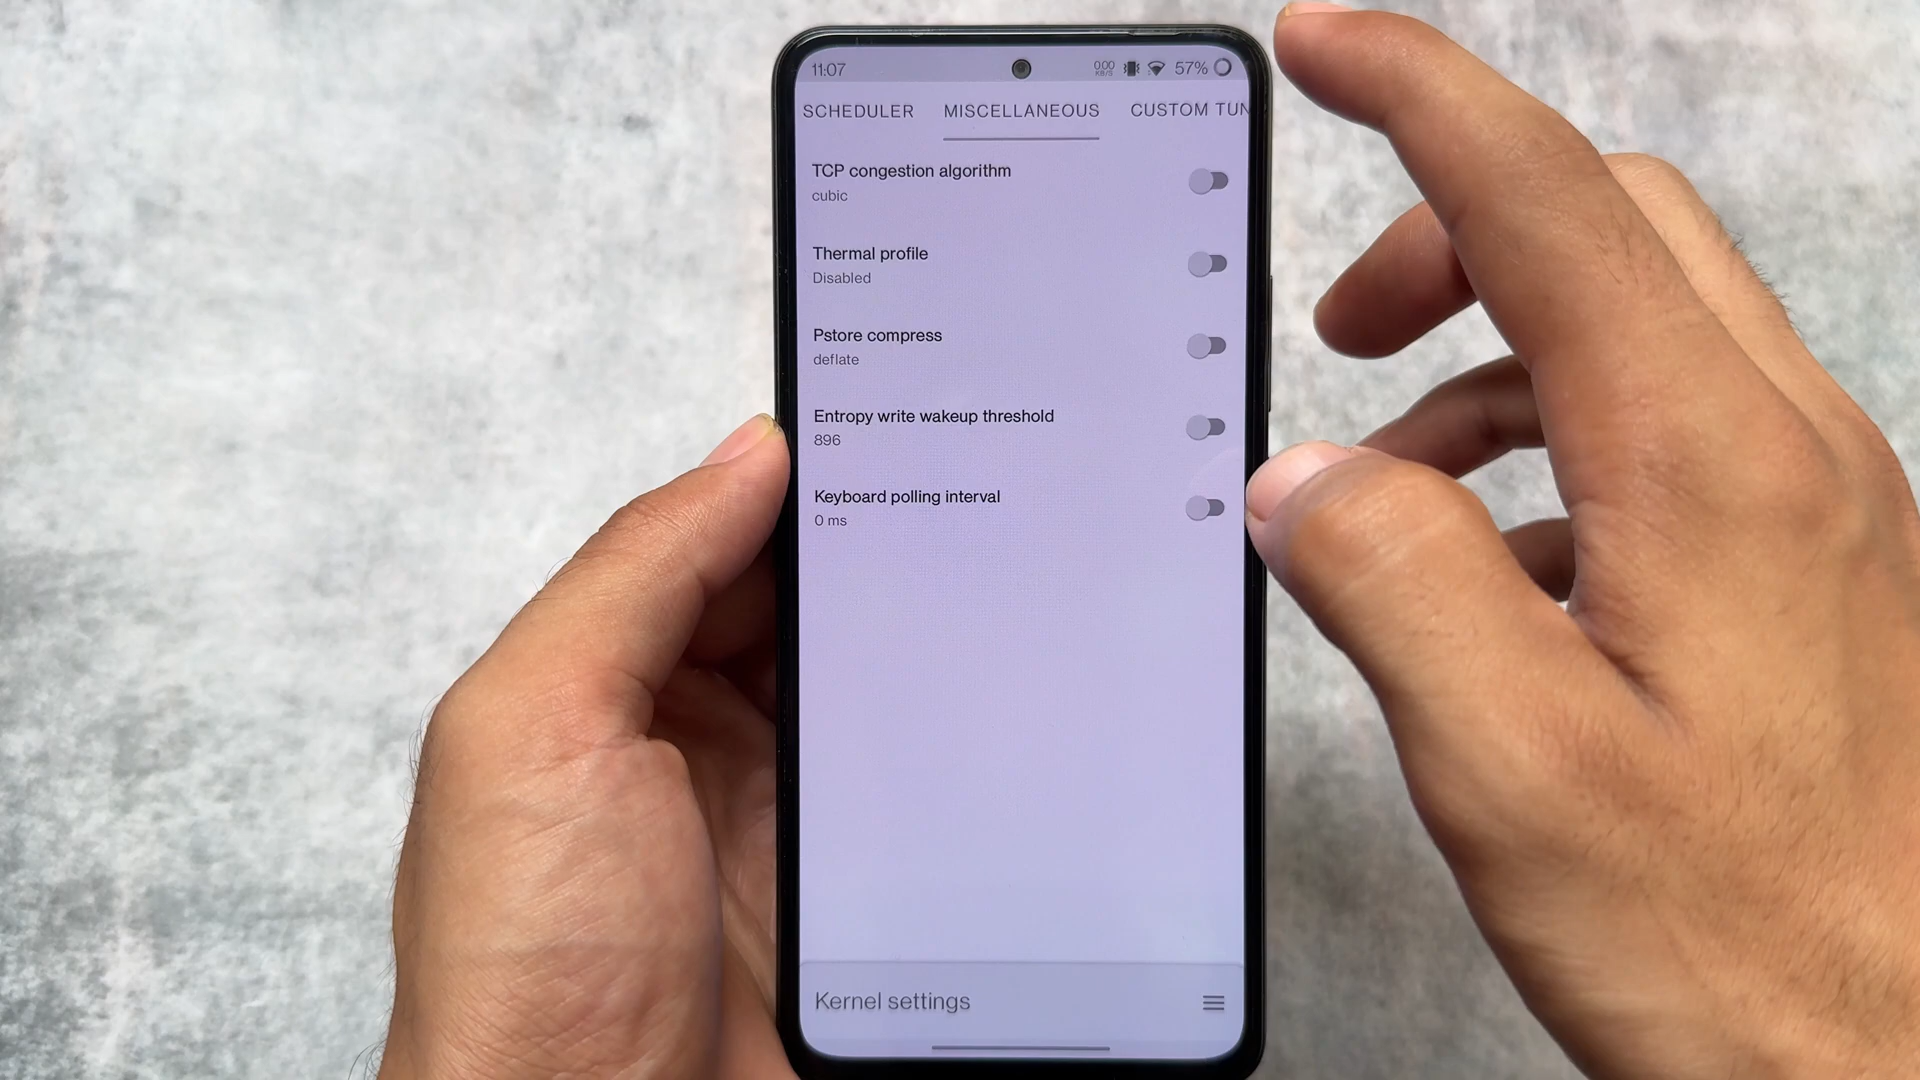 11:07
0.00
KB/S
57%
SCHEDULER MISCELLANEOUS CUSTOM TUN
TCP congestion algorithm
cubic
Thermal profile
Disabled
Pstore compress
deflate
Entropy write wakeup threshold
896
Keyboard polling interval
0 ms
Kernel settings